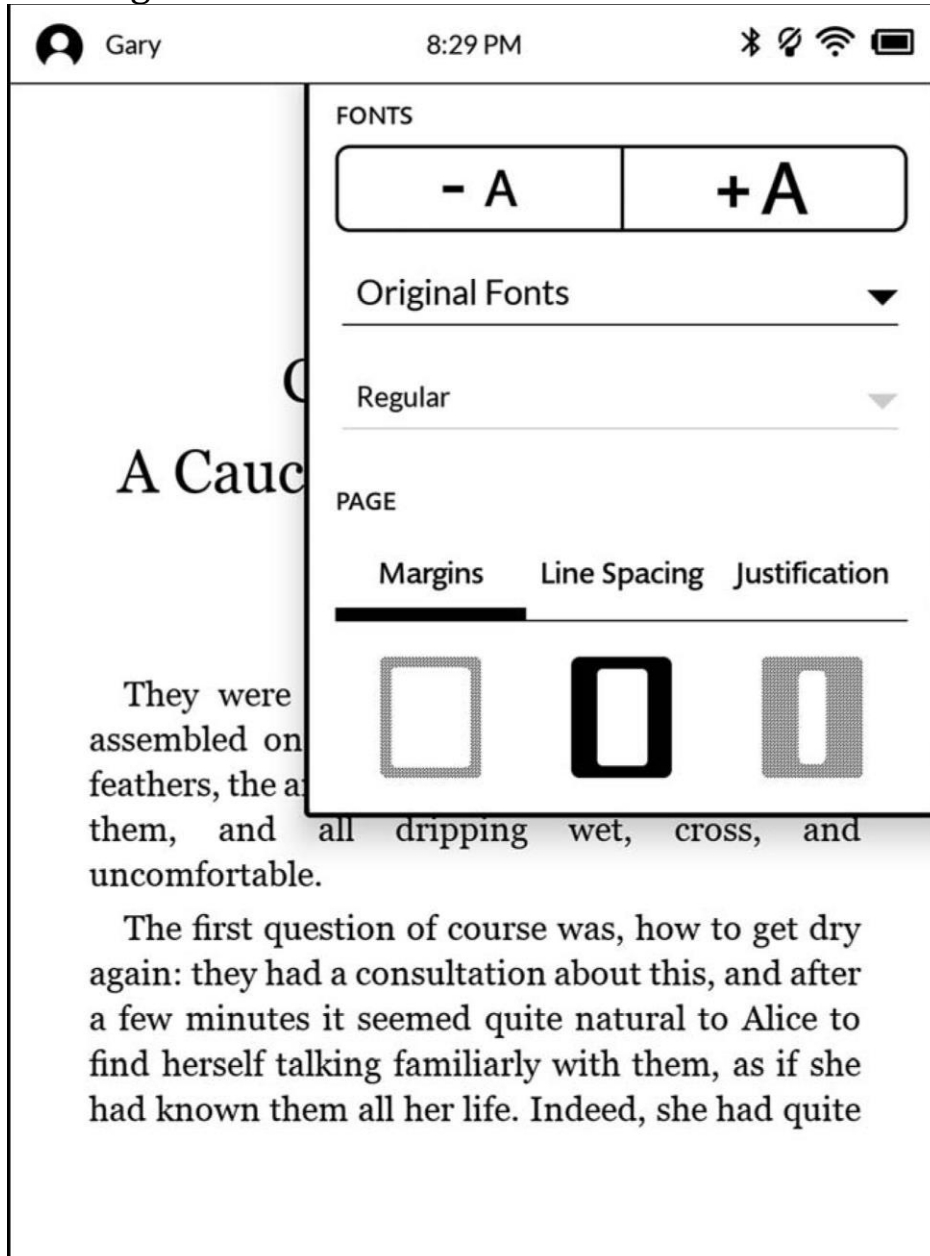 Gary 8:29 PM
FONTS
- A +A
Original Fonts
Regular
PAGE
Margins Line Spacing Justification
A
They were
assembled on
feathers, the
them, and all dripping wet, cross, and
uncomfortable.
The first question of course was, how to get dry
again: they had a consultation about this, and after
a few minutes it seemed quite natural to Alice to
find herself talking familiarly with them, as if she
had known them all her life. Indeed, she had quite